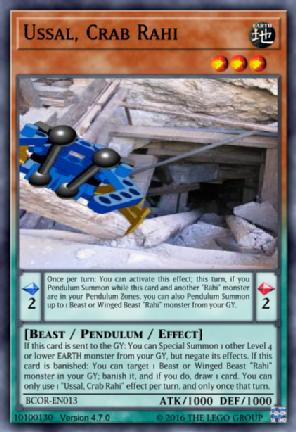 Ussal, Crab Rahi
EARTH
地
Once per turn: You can activate this effect; this turn, if you
Pendulum Summon while this card and another "Rahi" monster
are in your Pendulum Zones, you can also Pendulum Summon
up to 1 Beast or Winged Beast "Rahi" monster from your GY.
2
2
[Beast / Pendulum / Effect]
If this card is sent to the GY: You can Special Summon 1 other Level 4
or lower EARTH monster from your GY, but negate its effects. If this
card is banished: You can target 1 Beast or Winged Beast "Rahi"
monster in your GY; banish it, and if you do, draw 1 card. You can
only use 1 "Ussal, Crab Rahi" effect per turn, and only once that turn.
BCOR-EN013
ATK/1000 DEF/1000
10100130 Version 4.7.0
©2016 THE LEGO GROUP